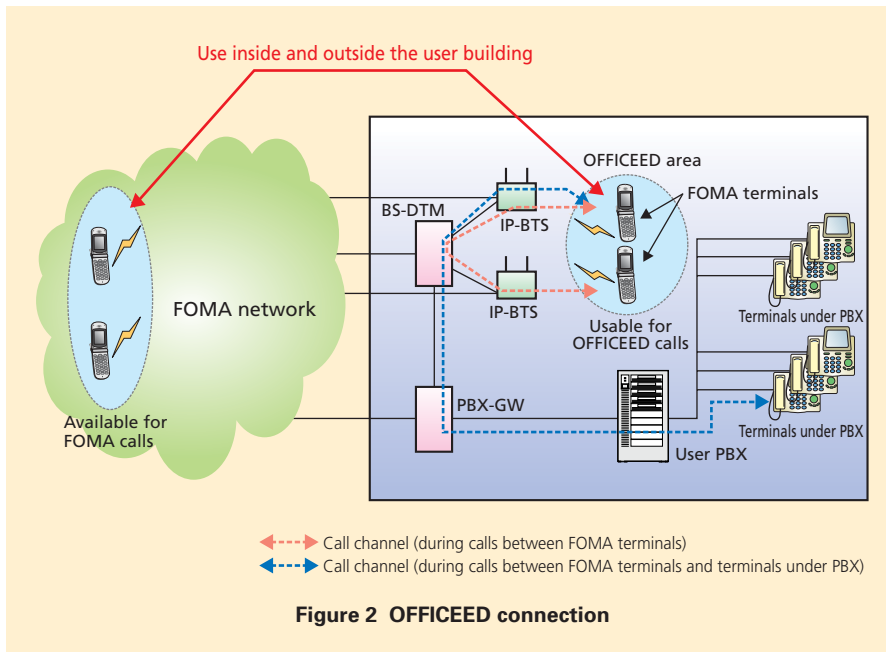 Use inside and outside the user building
OFFICEED area
FOMA terminals
BS-DTM
IP-BTS
FOMA network
IP-BTS
Usable for
OFFICEED calls
Terminals under PBX
Available for
FOMA calls
PBX-GW
User PBX
Terminals under PBX
Call channel (during calls between FOMA terminals)
Call channel (during calls between FOMA terminals and terminals under PBX)
Figure 2 OFFICEED connection